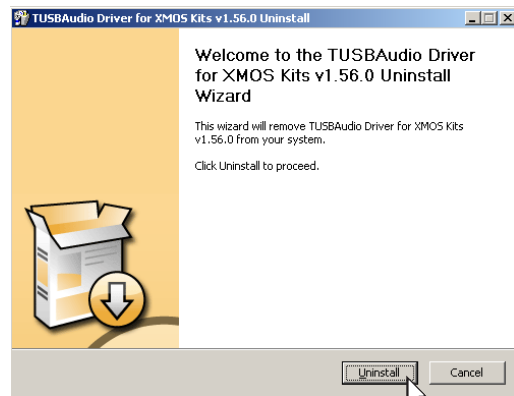 TUSBAudio Driver for XMOS Kits v1.56.0 Uninstall
Welcome to the TUSBAudio Driver
for XMOS Kits v1.56.0 Uninstall
Wizard
This wizard will remove TUSBAudio Driver for XMOS Kits
v1.56.0 from your system.
Click Uninstall to proceed.
Uninstall
Cancel